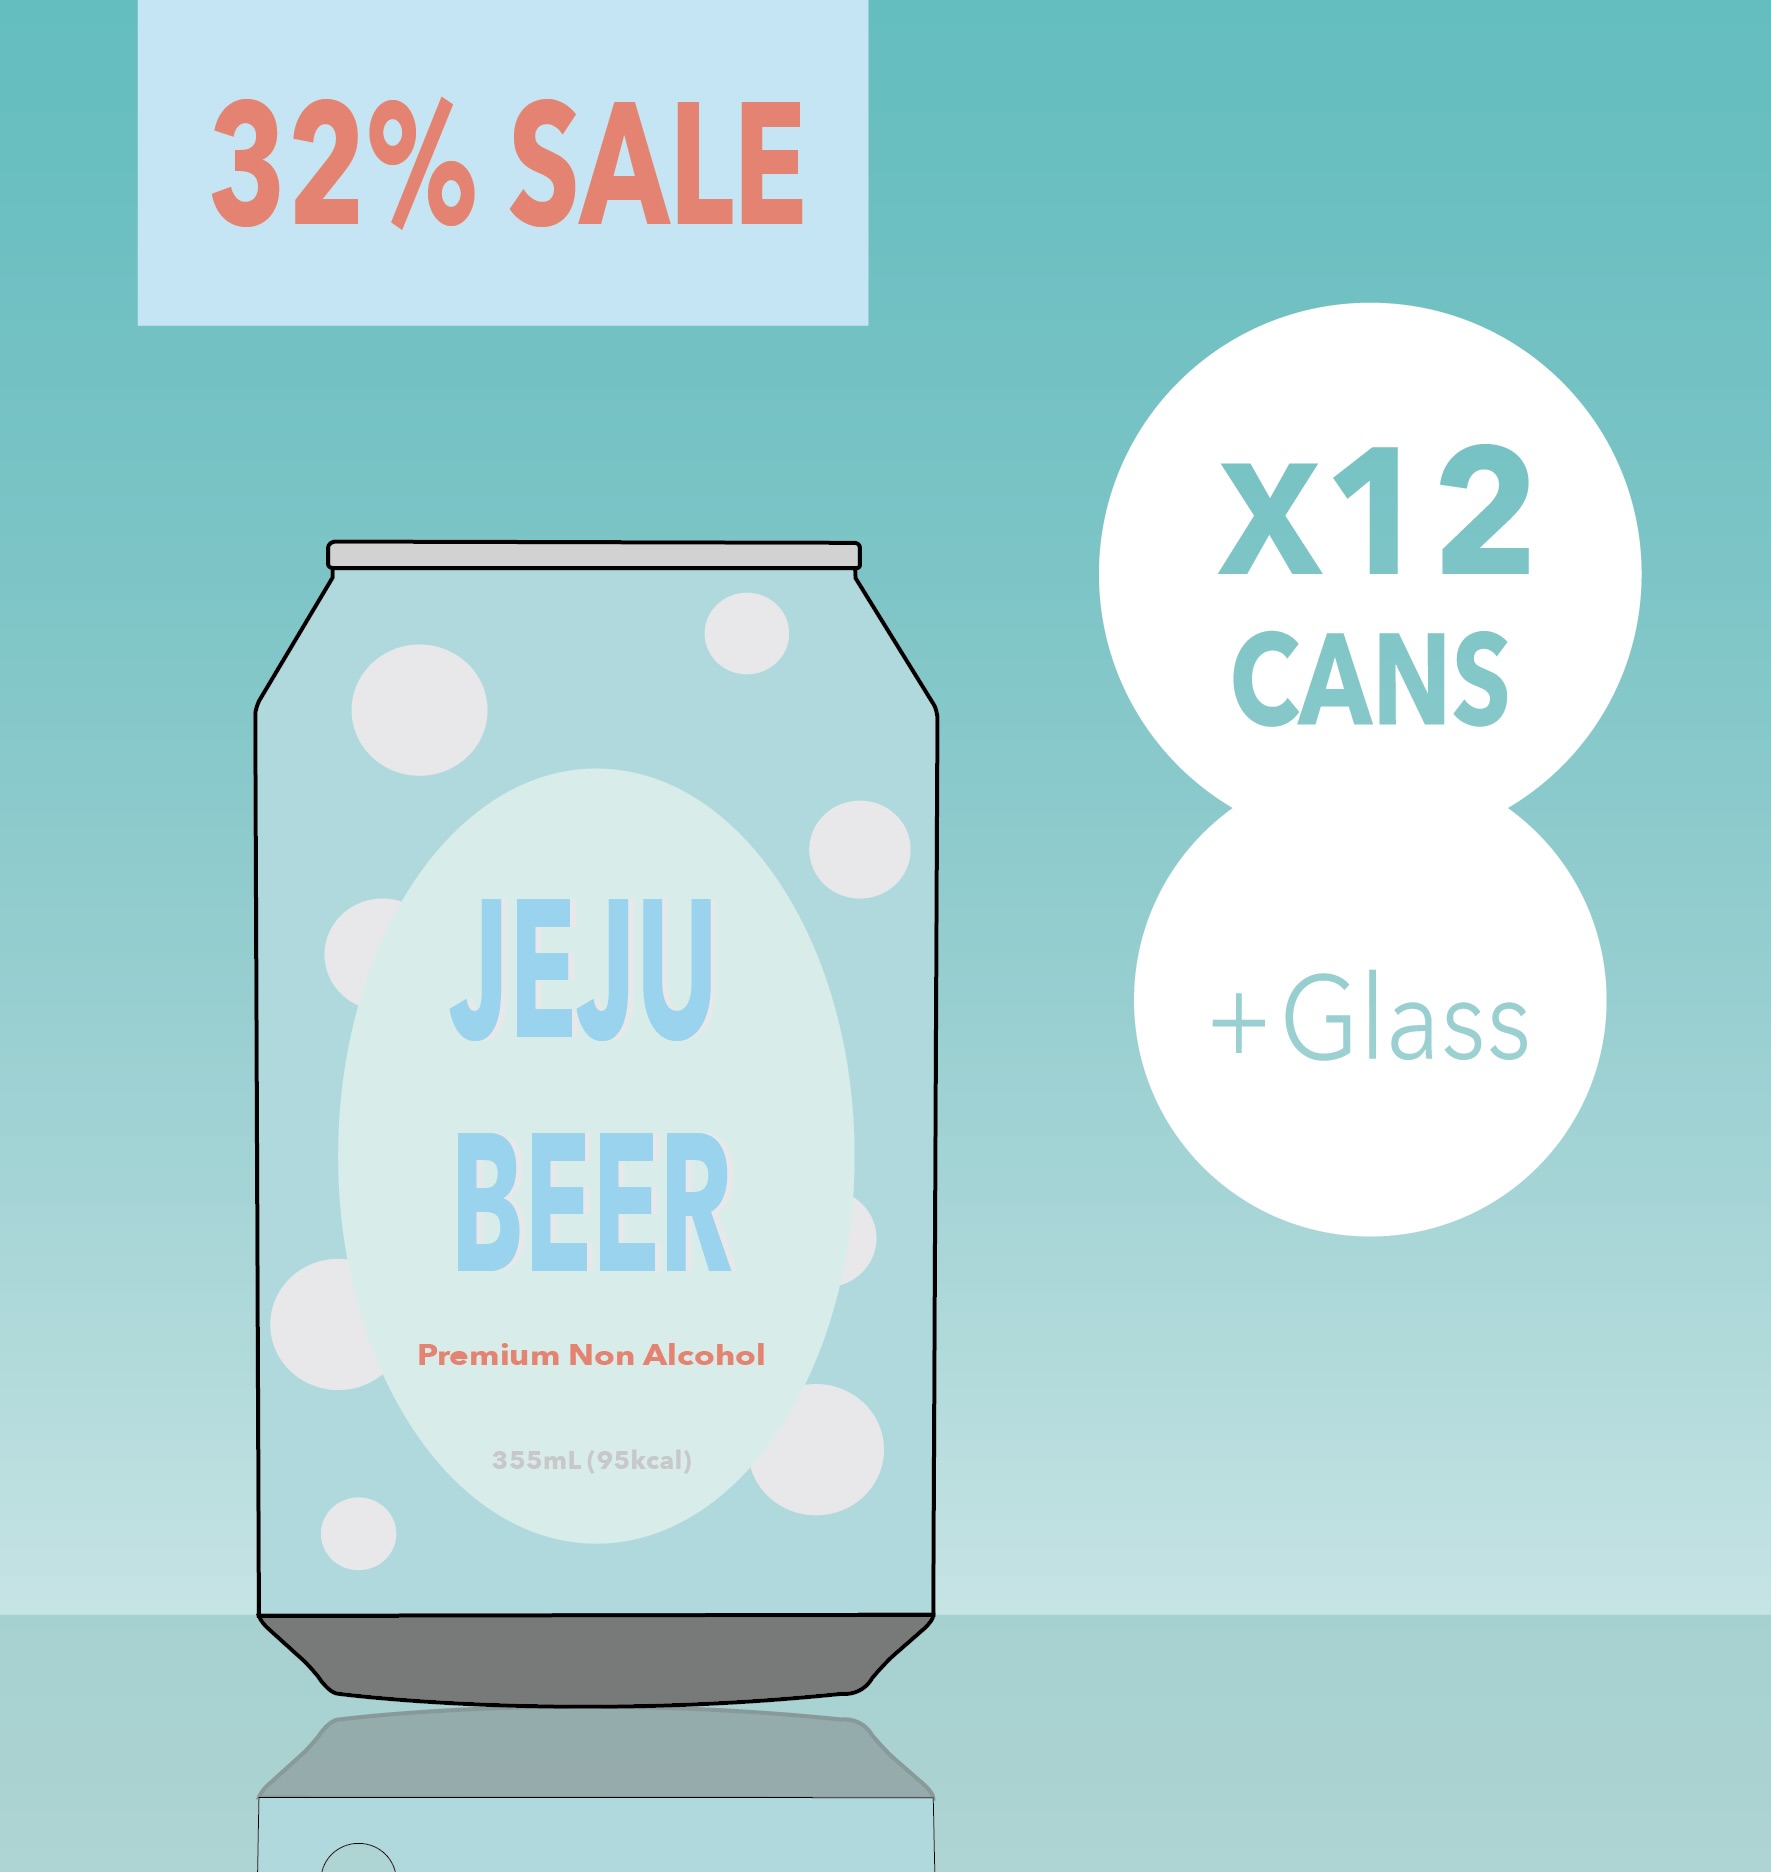 32% SALE
x12
CANS
+Glass
JEJU
BEER
Premium Non Alcohol
355mL (95kcal)